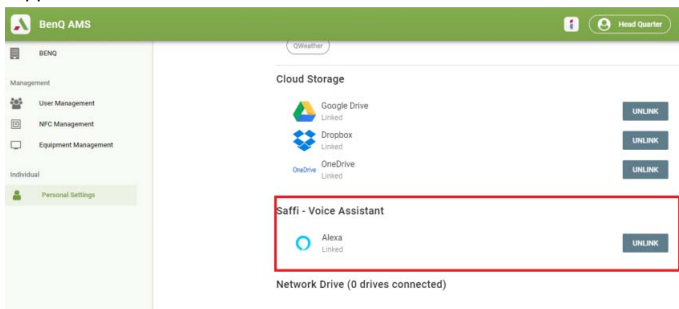 BenQ AMS
Head Quarter
BENQ
Management
User Management
NFC Management
Equipment Management
Individual
Personal Settings
QWeather
Cloud Storage
Google Drive
Linked
UNLINK
Dropbox
Linked
UNLINK
OneDrive
OneDrive
Linked
UNLINK
Saffi - Voice Assistant
Alexa
Linked
UNLINK
Network Drive (0 drives connected)